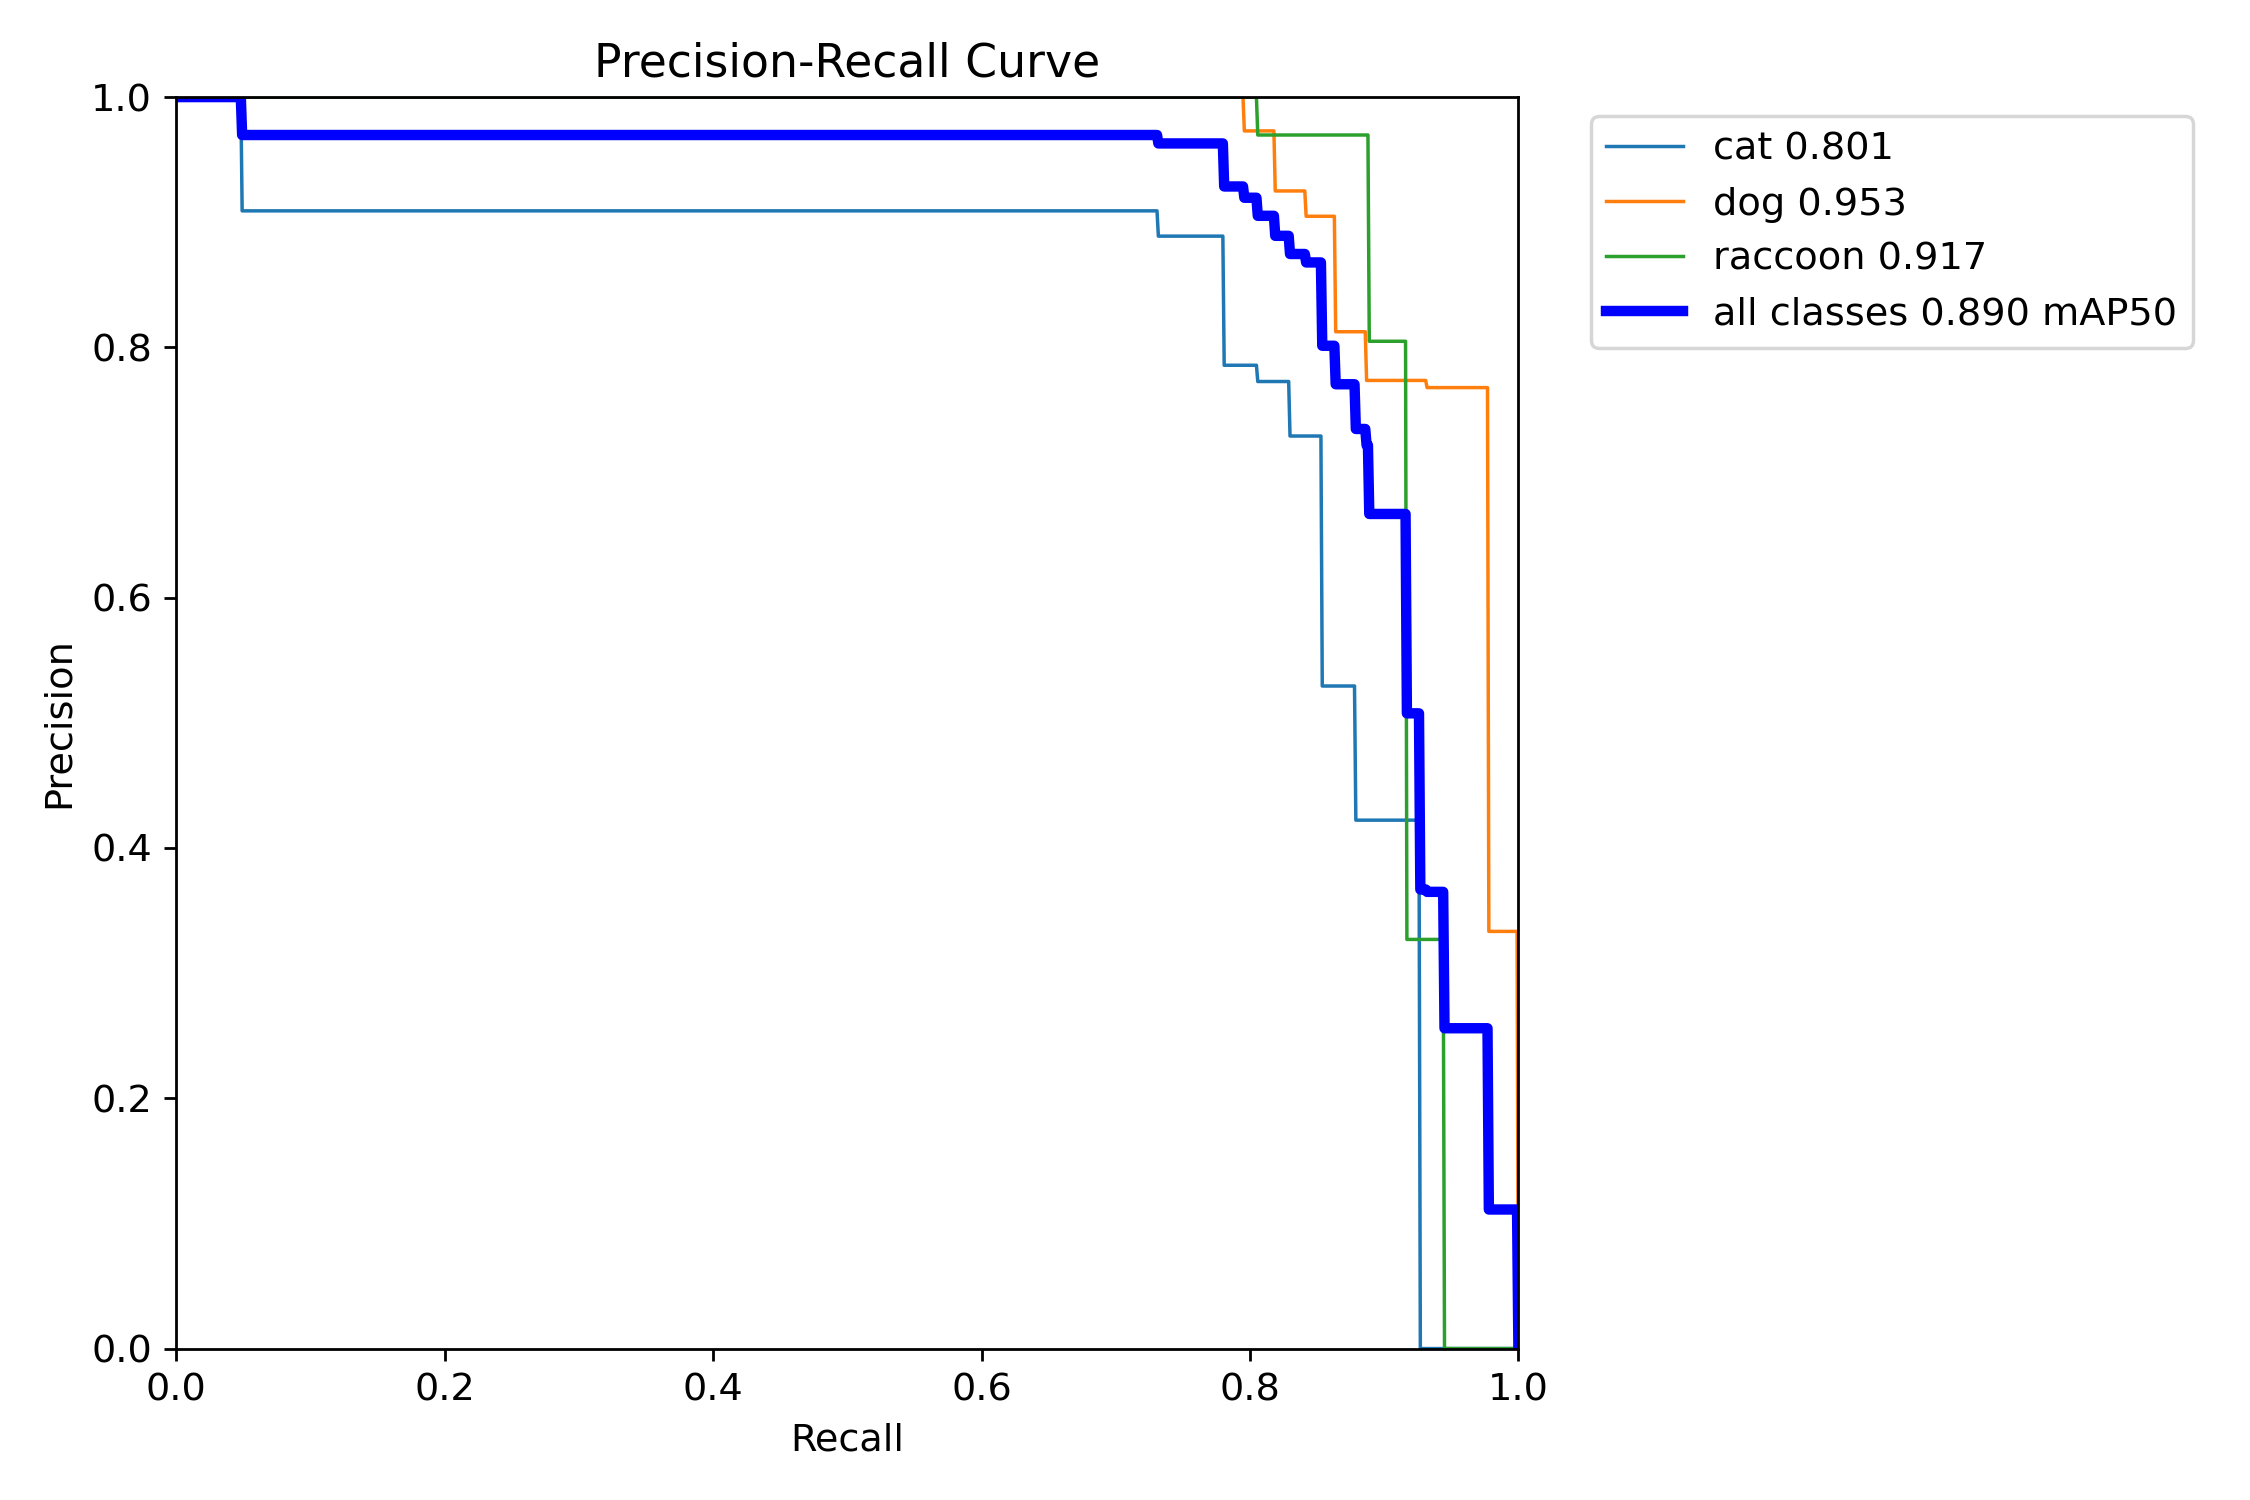 Precision-Recall Curve
1.0
0.8
0.6
0.4
0.2
0.0
Precision
0.0 0.2 0.4 0.6 0.8 1.0
Recall
cat 0.801
dog 0.953
raccoon 0.917
all classes 0.890 mAP50